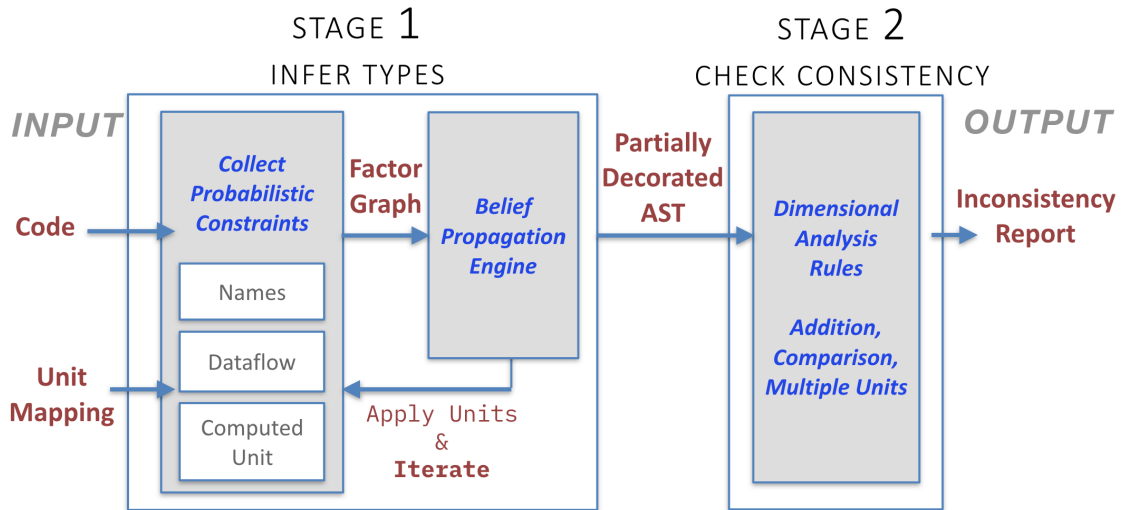 STAGE 1
INFER TYPES
STAGE 2
CHECK CONSISTENCY
INPUT
Code
Unit
Mapping
Collect
Probabilistic
Constraints
Names
Dataflow
Computed
Unit
Factor
Graph
Belief
Propagation
Engine
Apply Units
&
Iterate
Partially
Decorated
AST
Dimensional
Analysis
Rules
Addition,
Comparison,
Multiple Units
OUTPUT
Inconsistency
Report